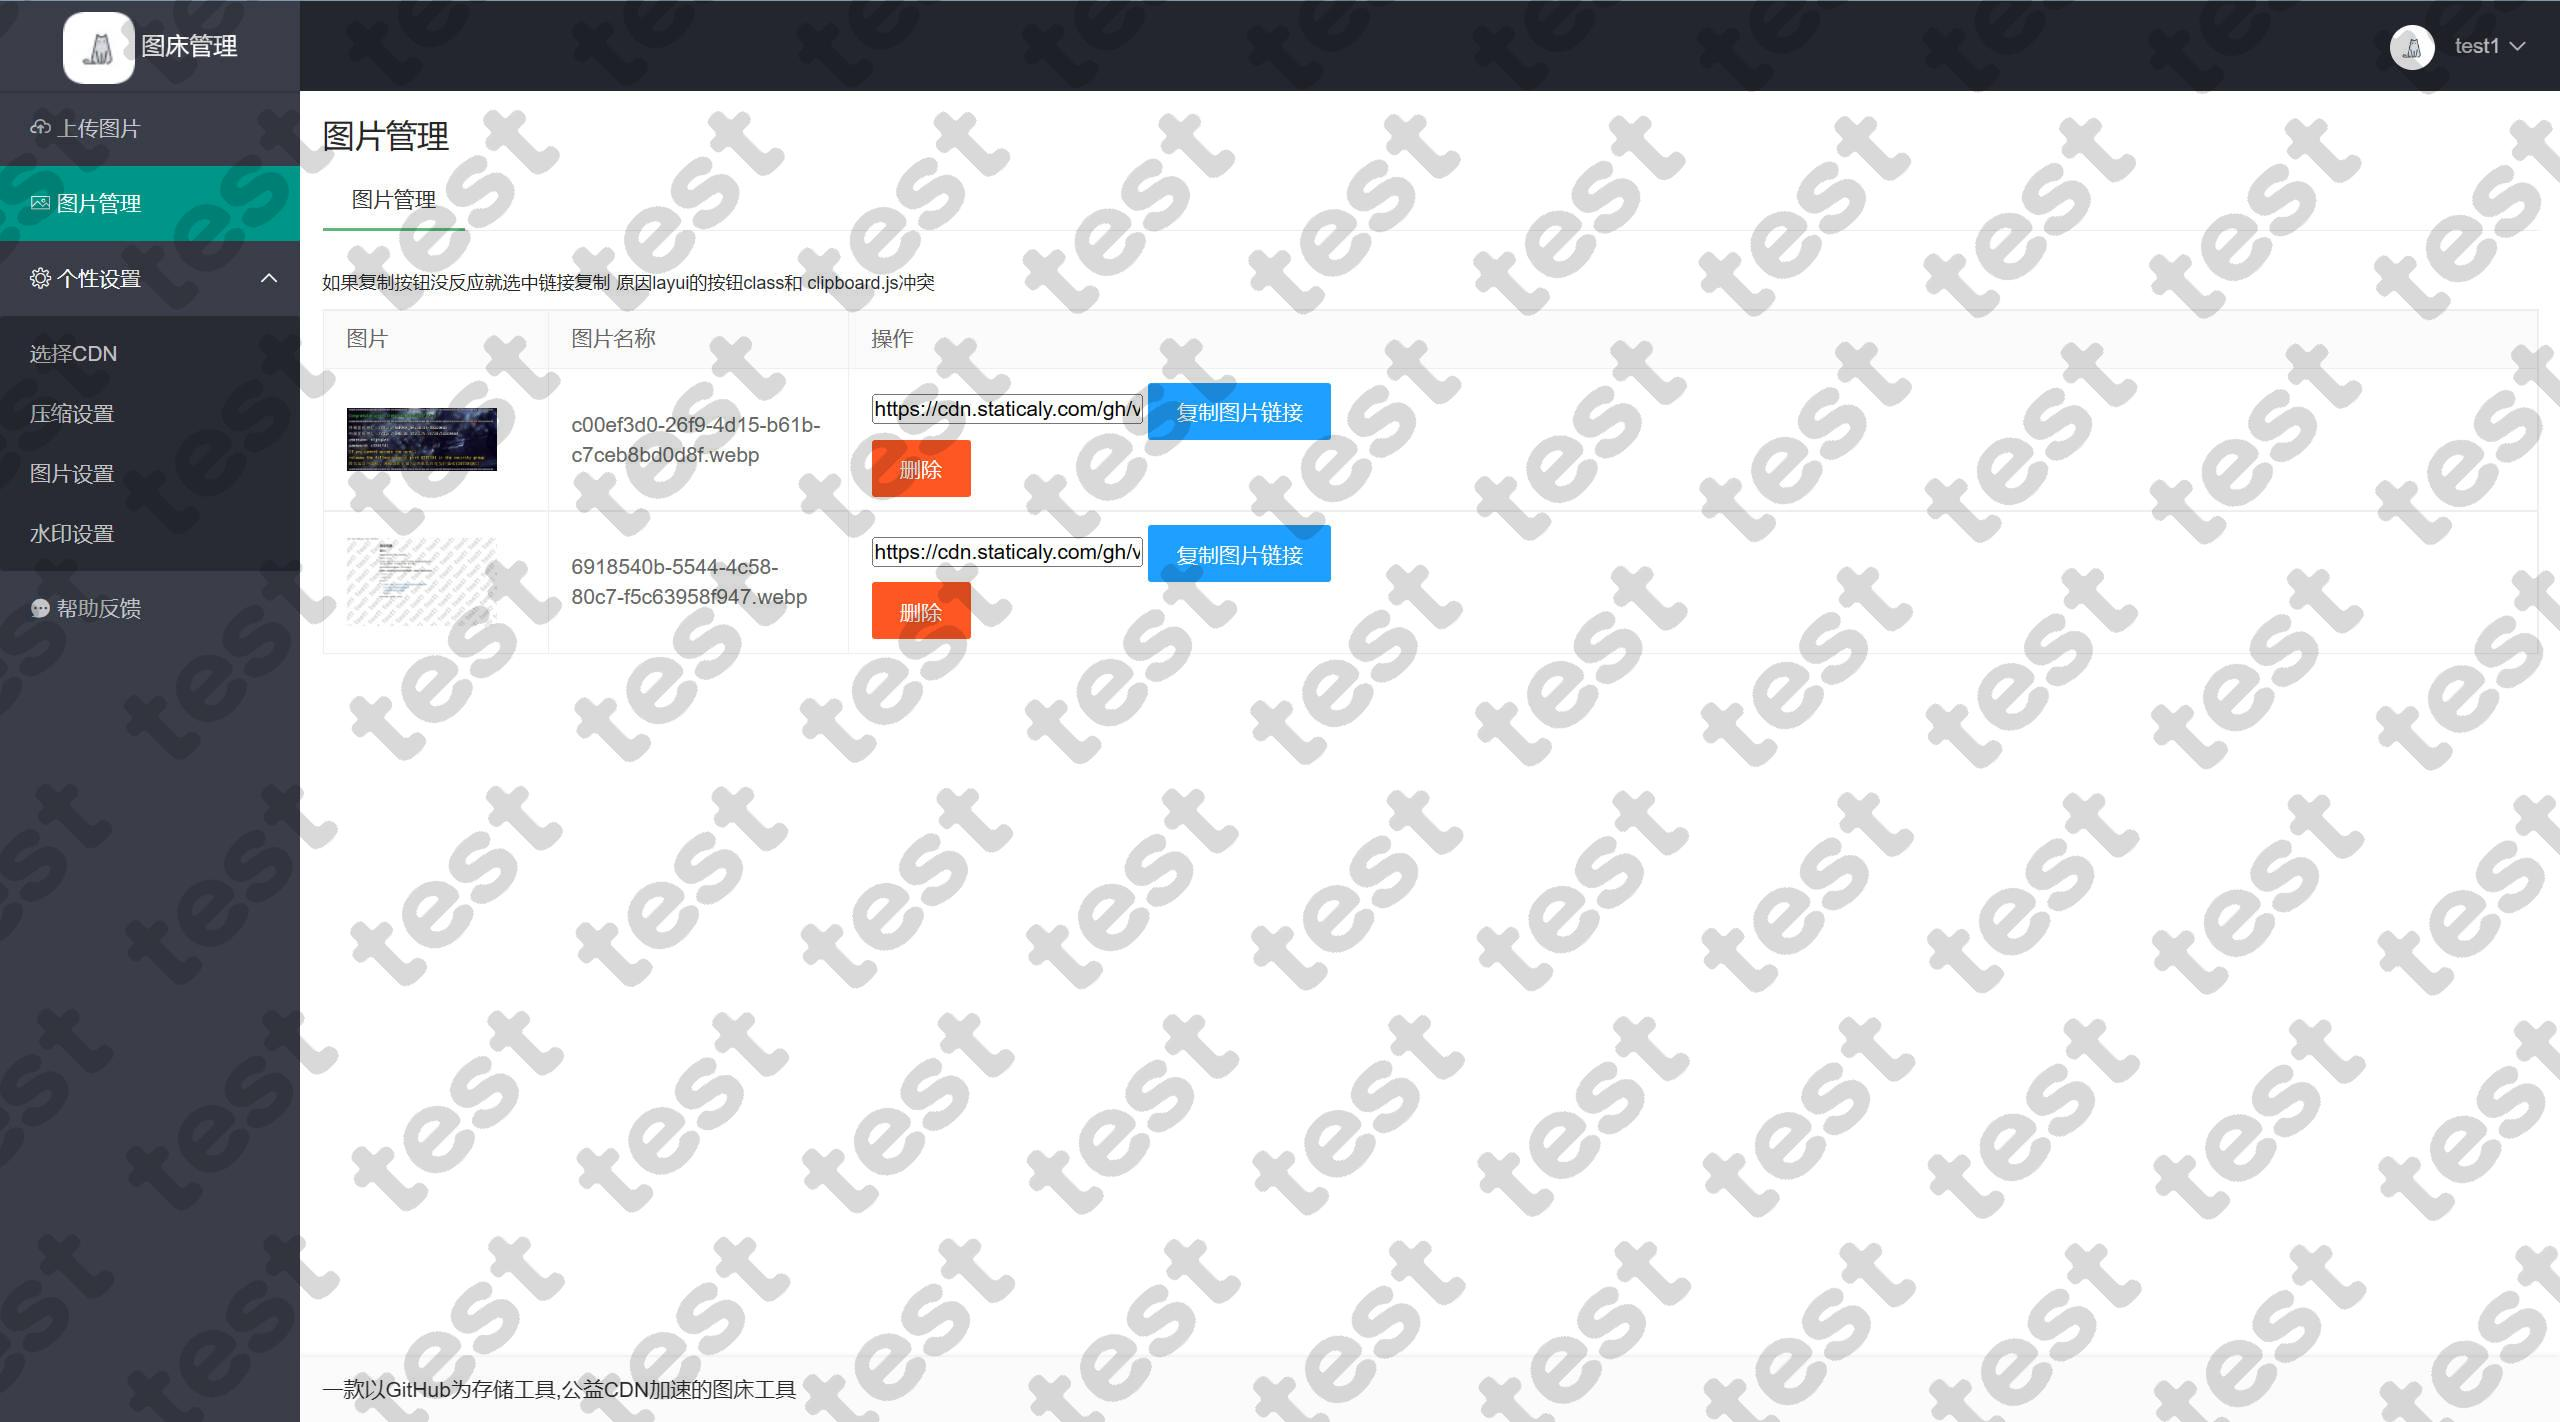 图床管理
test1
上传图片
图片管理
个性设置
选择CDN
压缩设置
图片设置
水印设置
帮助反馈
图片管理
图片管理
如果复制按钮没反应就选中链接复制 原因layui的按钮class和 clipboard.js冲突
图片 图片名称 操作
c00ef3d0-26f9-4d15-b61b-
c7ceb8bd0d8f.webp
https://cdn.staticaly.com/gh/v
复制图片链接
删除
6918540b-5544-4c58-
80c7-f5c63958f947.webp
https://cdn.staticaly.com/gh/v
复制图片链接
删除
一款以GitHub为存储工具,公益CDN加速的图床工具
test